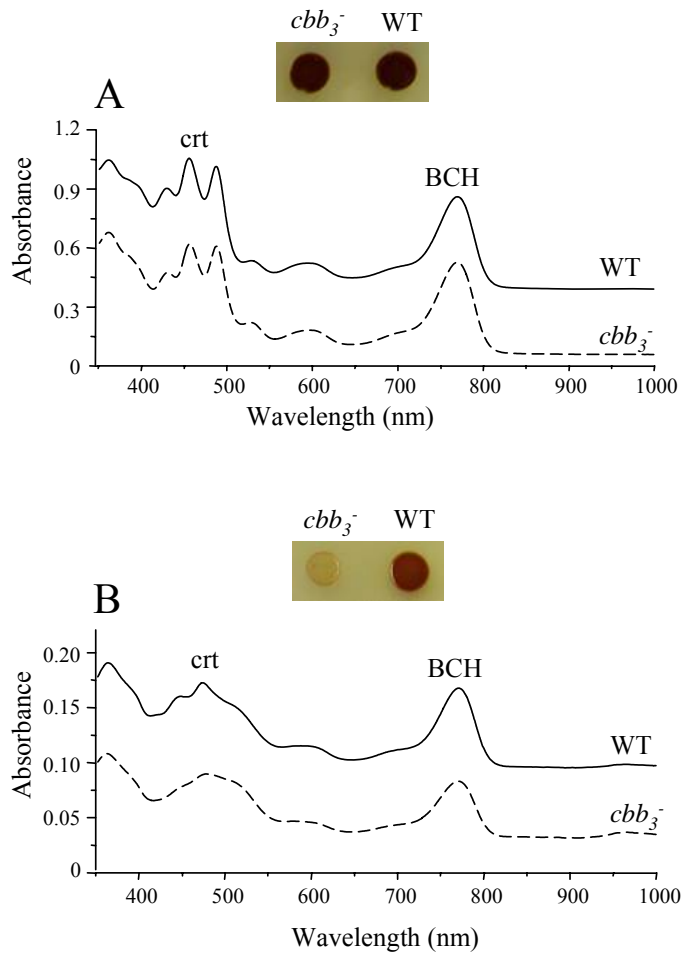 cbb₃⁻ WT
A
1.2
0.9
0.6
0.3
0
Absorbance
crt
BCH
WT
cbb₃⁻
400 500 600 700 800 900 1000
Wavelength (nm)
cbb₃⁻ WT
B
0.20
0.15
0.10
0.05
0
Absorbance
crt
BCH
WT
cbb₃⁻
400 500 600 700 800 900 1000
Wavelength (nm)